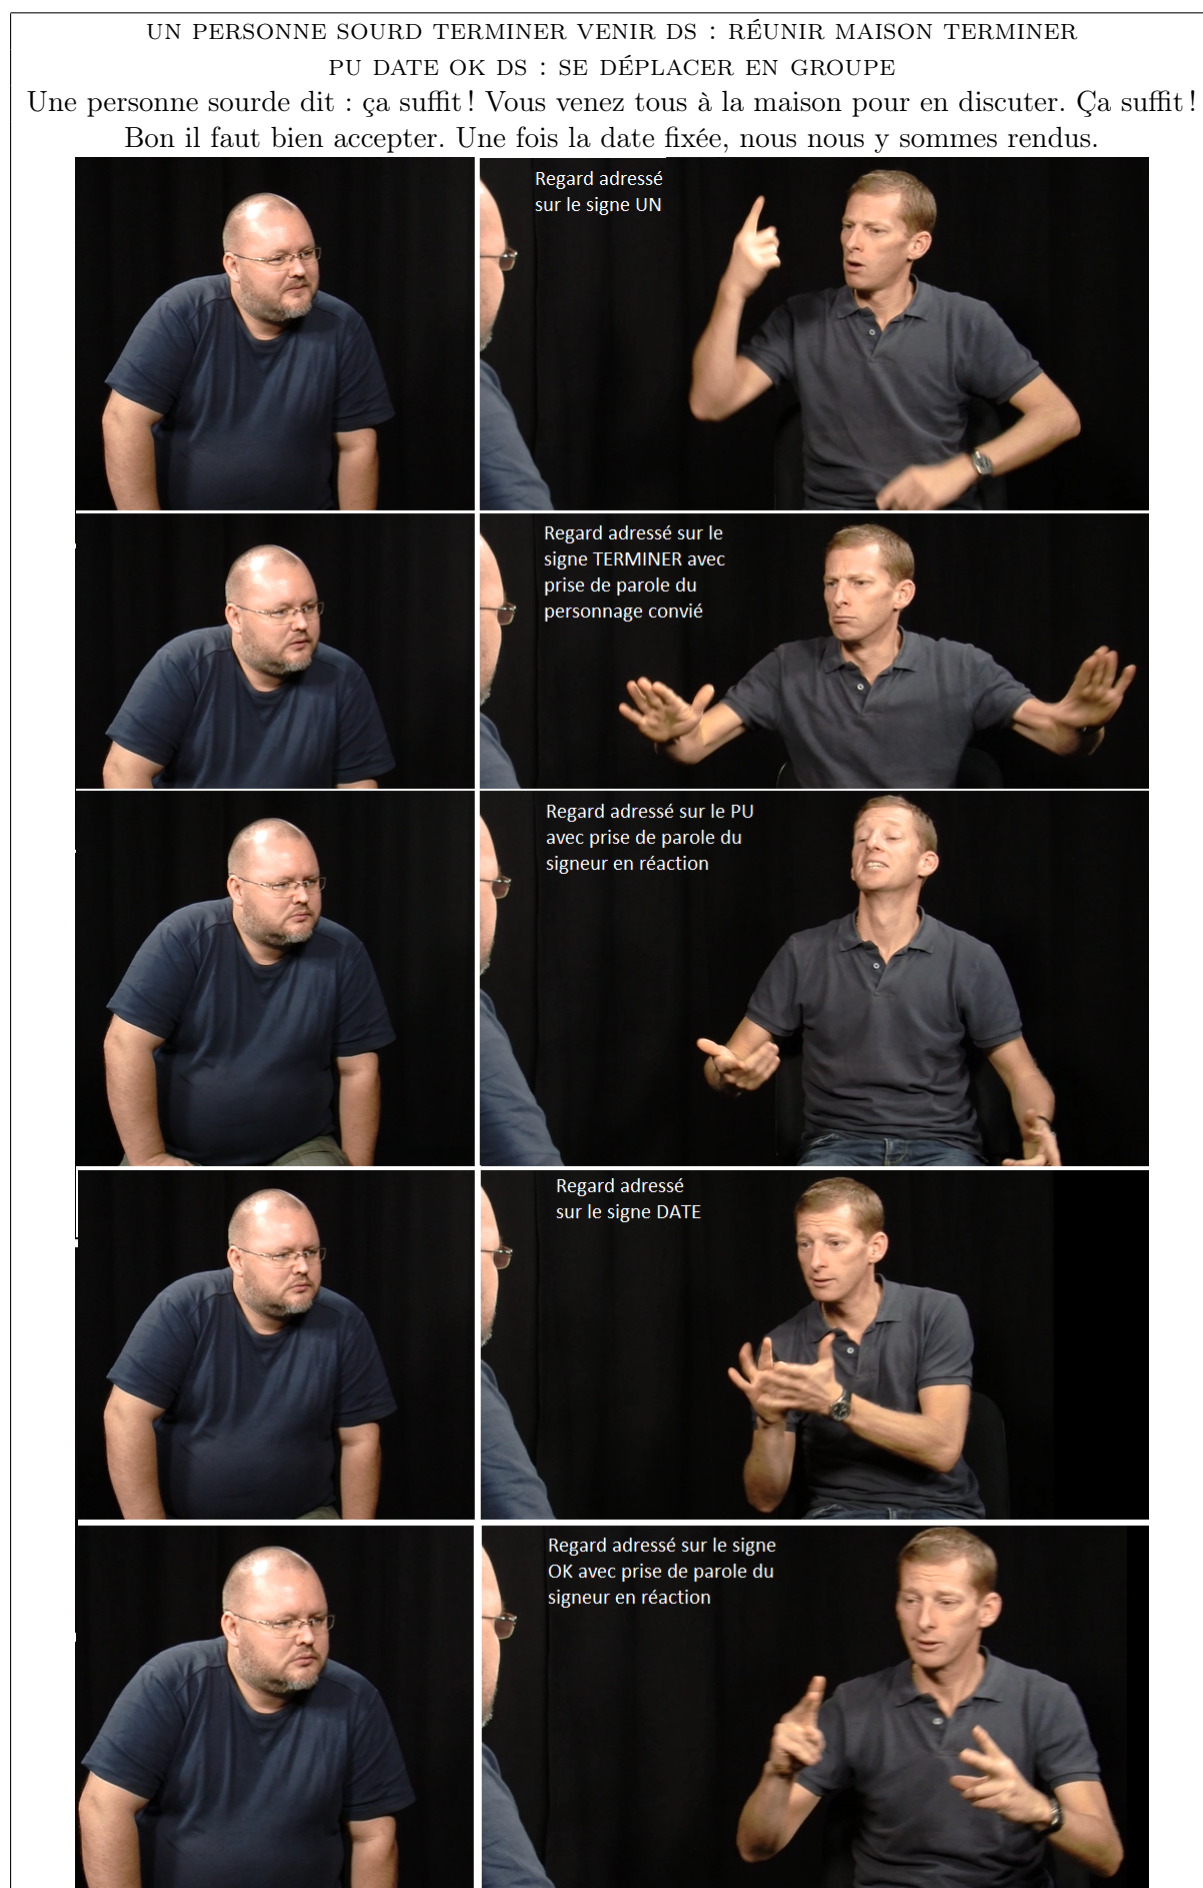 UN PERSONNE SOURD TERMINER VENIR DS : RÉUNIR MAISON TERMINER
PU DATE OK DS : SE DÉPLACER EN GROUPE
Une personne sourde dit : ça suffit ! Vous venez tous à la maison pour en discuter. Ça suffit !
Bon il faut bien accepter. Une fois la date fixée, nous nous y sommes rendus.
Regard adressé
sur le signe UN
Regard adressé sur le
signe TERMINER avec
prise de parole du
personnage convié
Regard adressé sur le PU
avec prise de parole du
signeur en réaction
Regard adressé
sur le signe DATE
Regard adressé sur le signe
OK avec prise de parole du
signeur en réaction